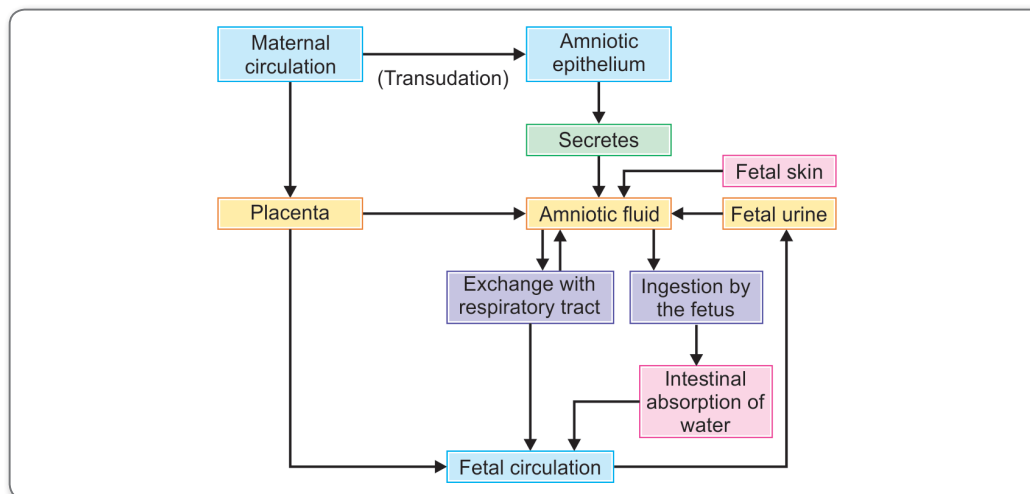 Maternal
circulation
(Transudation)
Amniotic
epithelium
Secretes
Fetal skin
Placenta
Amniotic fluid
Fetal urine
Exchange with
respiratory tract
Ingestion by
the fetus
Intestinal
absorption of
water
Fetal circulation